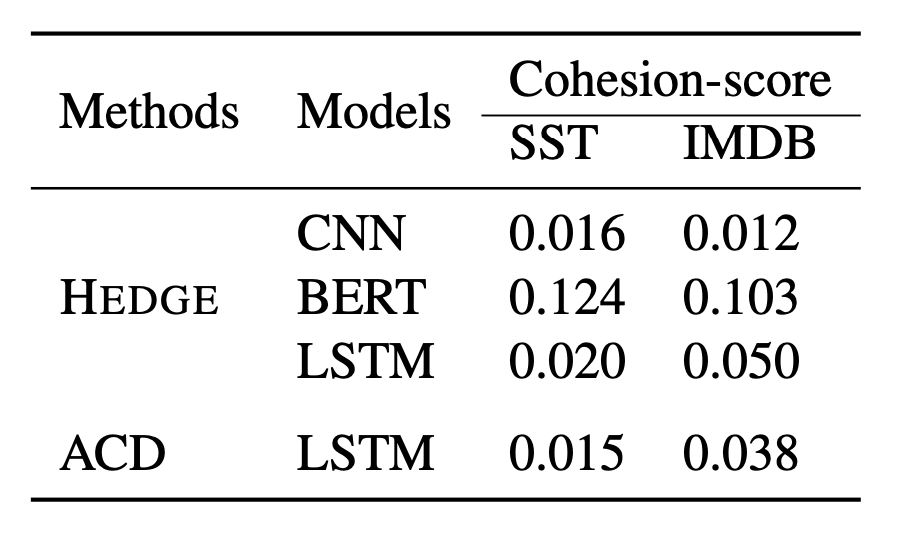 Methods Models Cohesion-score
SST IMDB
CNN 0.016 0.012
HEDGE BERT 0.124 0.103
LSTM 0.020 0.050
ACD LSTM 0.015 0.038